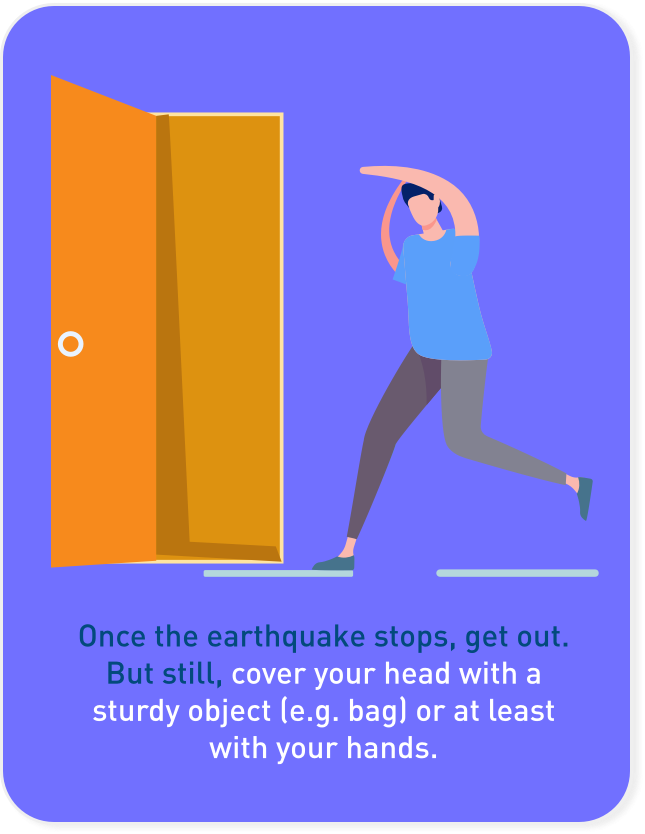 Once the earthquake stops, get out.
But still, cover your head with a
sturdy object (e.g. bag) or at least
with your hands.